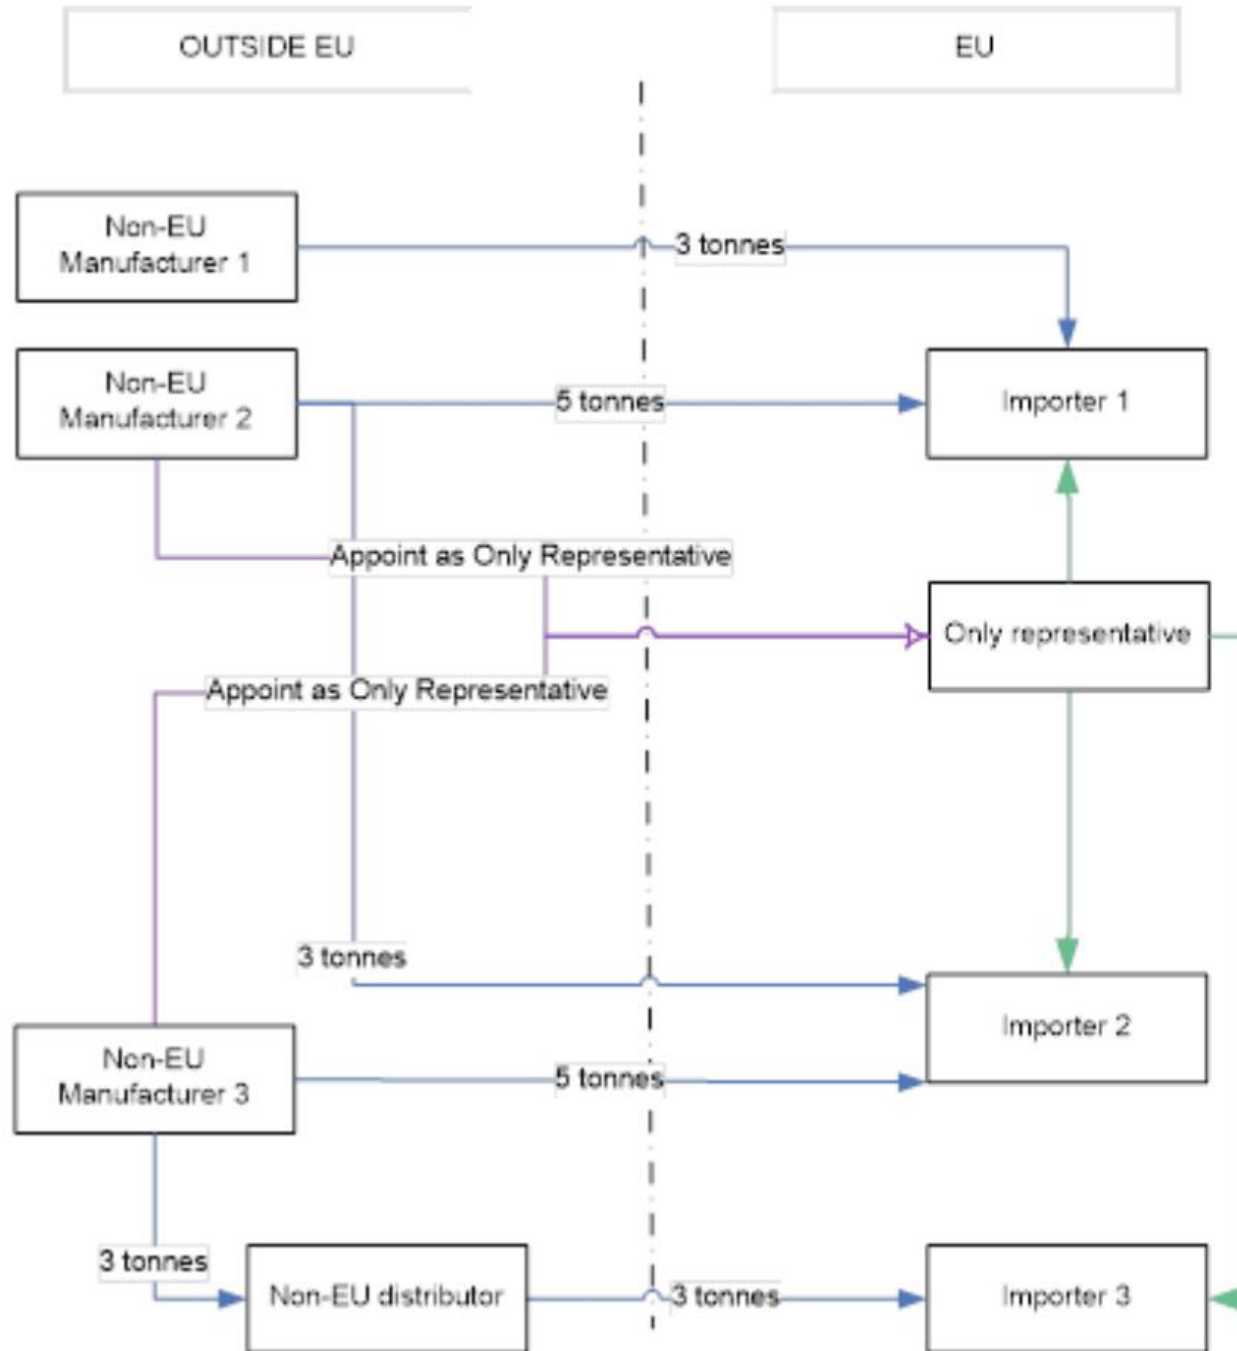 OUTSIDE EU
EU
Non-EU
Manufacturer 1
3 tonnes
Non-EU
Manufacturer 2
5 tonnes
Importer 1
Appoint as Only Representative
Only representative
Appoint as Only Representative
3 tonnes
Importer 2
Non-EU
Manufacturer 3
5 tonnes
3 tonnes
Non-EU distributor
3 tonnes
Importer 3